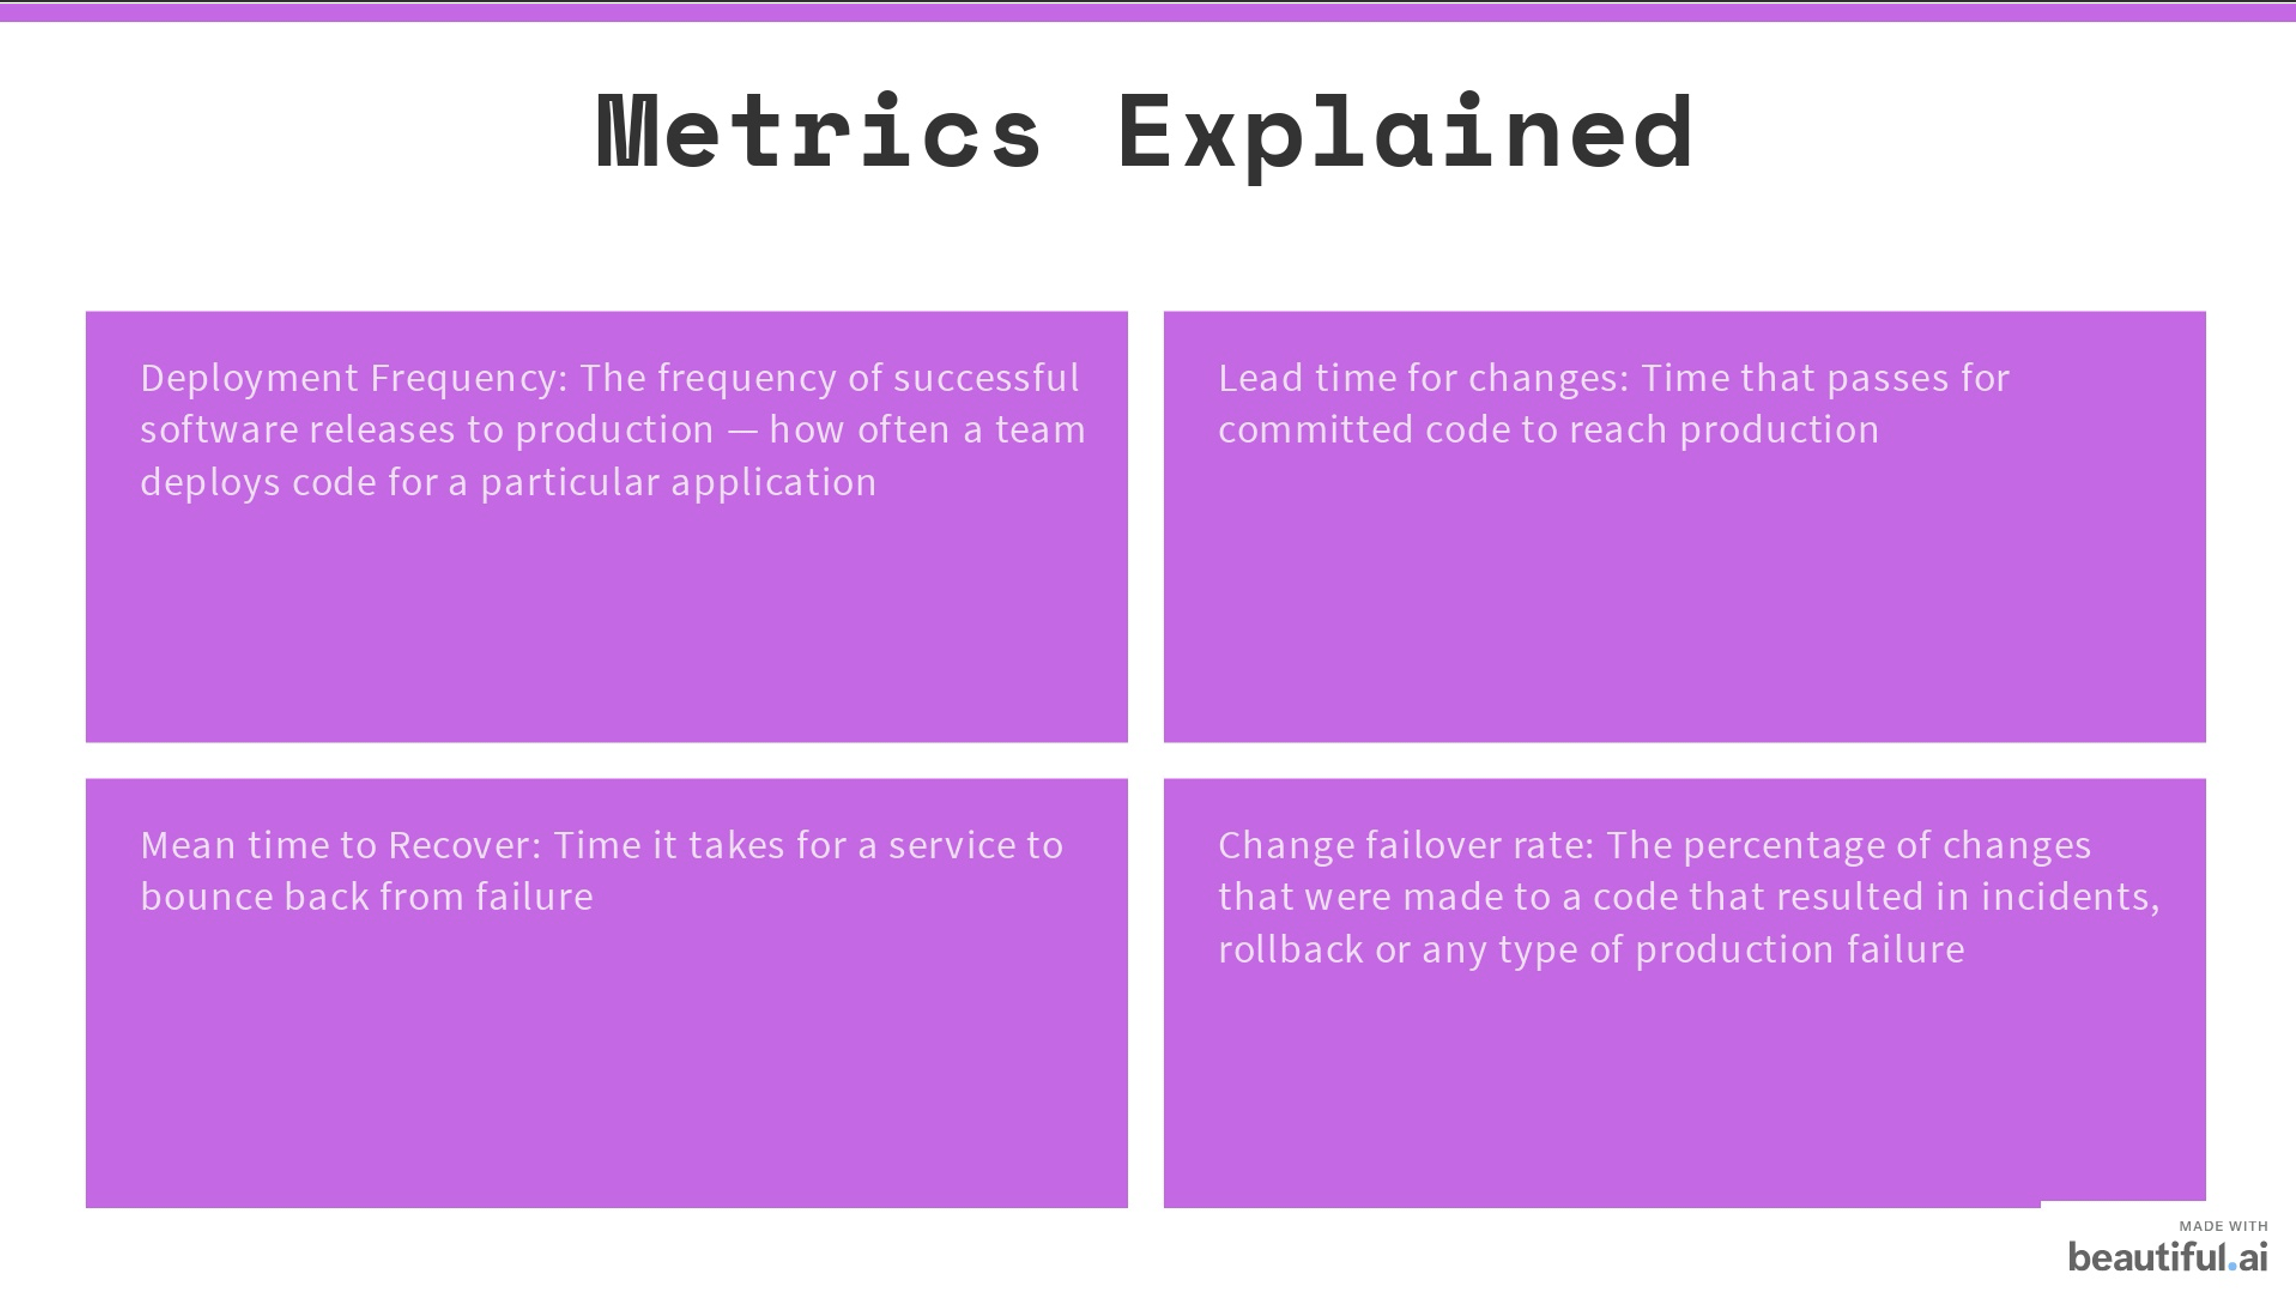 Metrics Explained
Deployment Frequency: The frequency of successful
software releases to production — how often a team
deploys code for a particular application
Lead time for changes: Time that passes for
committed code to reach production
Mean time to Recover: Time it takes for a service to
bounce back from failure
Change failover rate: The percentage of changes
that were made to a code that resulted in incidents,
rollback or any type of production failure
MADE WITH
beautiful.ai